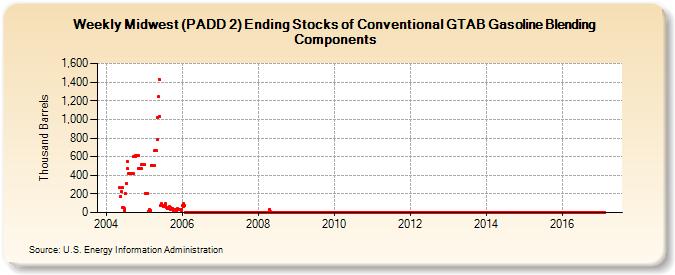 Weekly Midwest (PADD 2) Ending Stocks of Conventional GTAB Gasoline Blending
Components
Thousand Barrels
1,600
1,400
1,200
1,000
800
600
400
200
0
2004 2006 2008 2010 2012 2014 2016
Source: U.S. Energy Information Administration